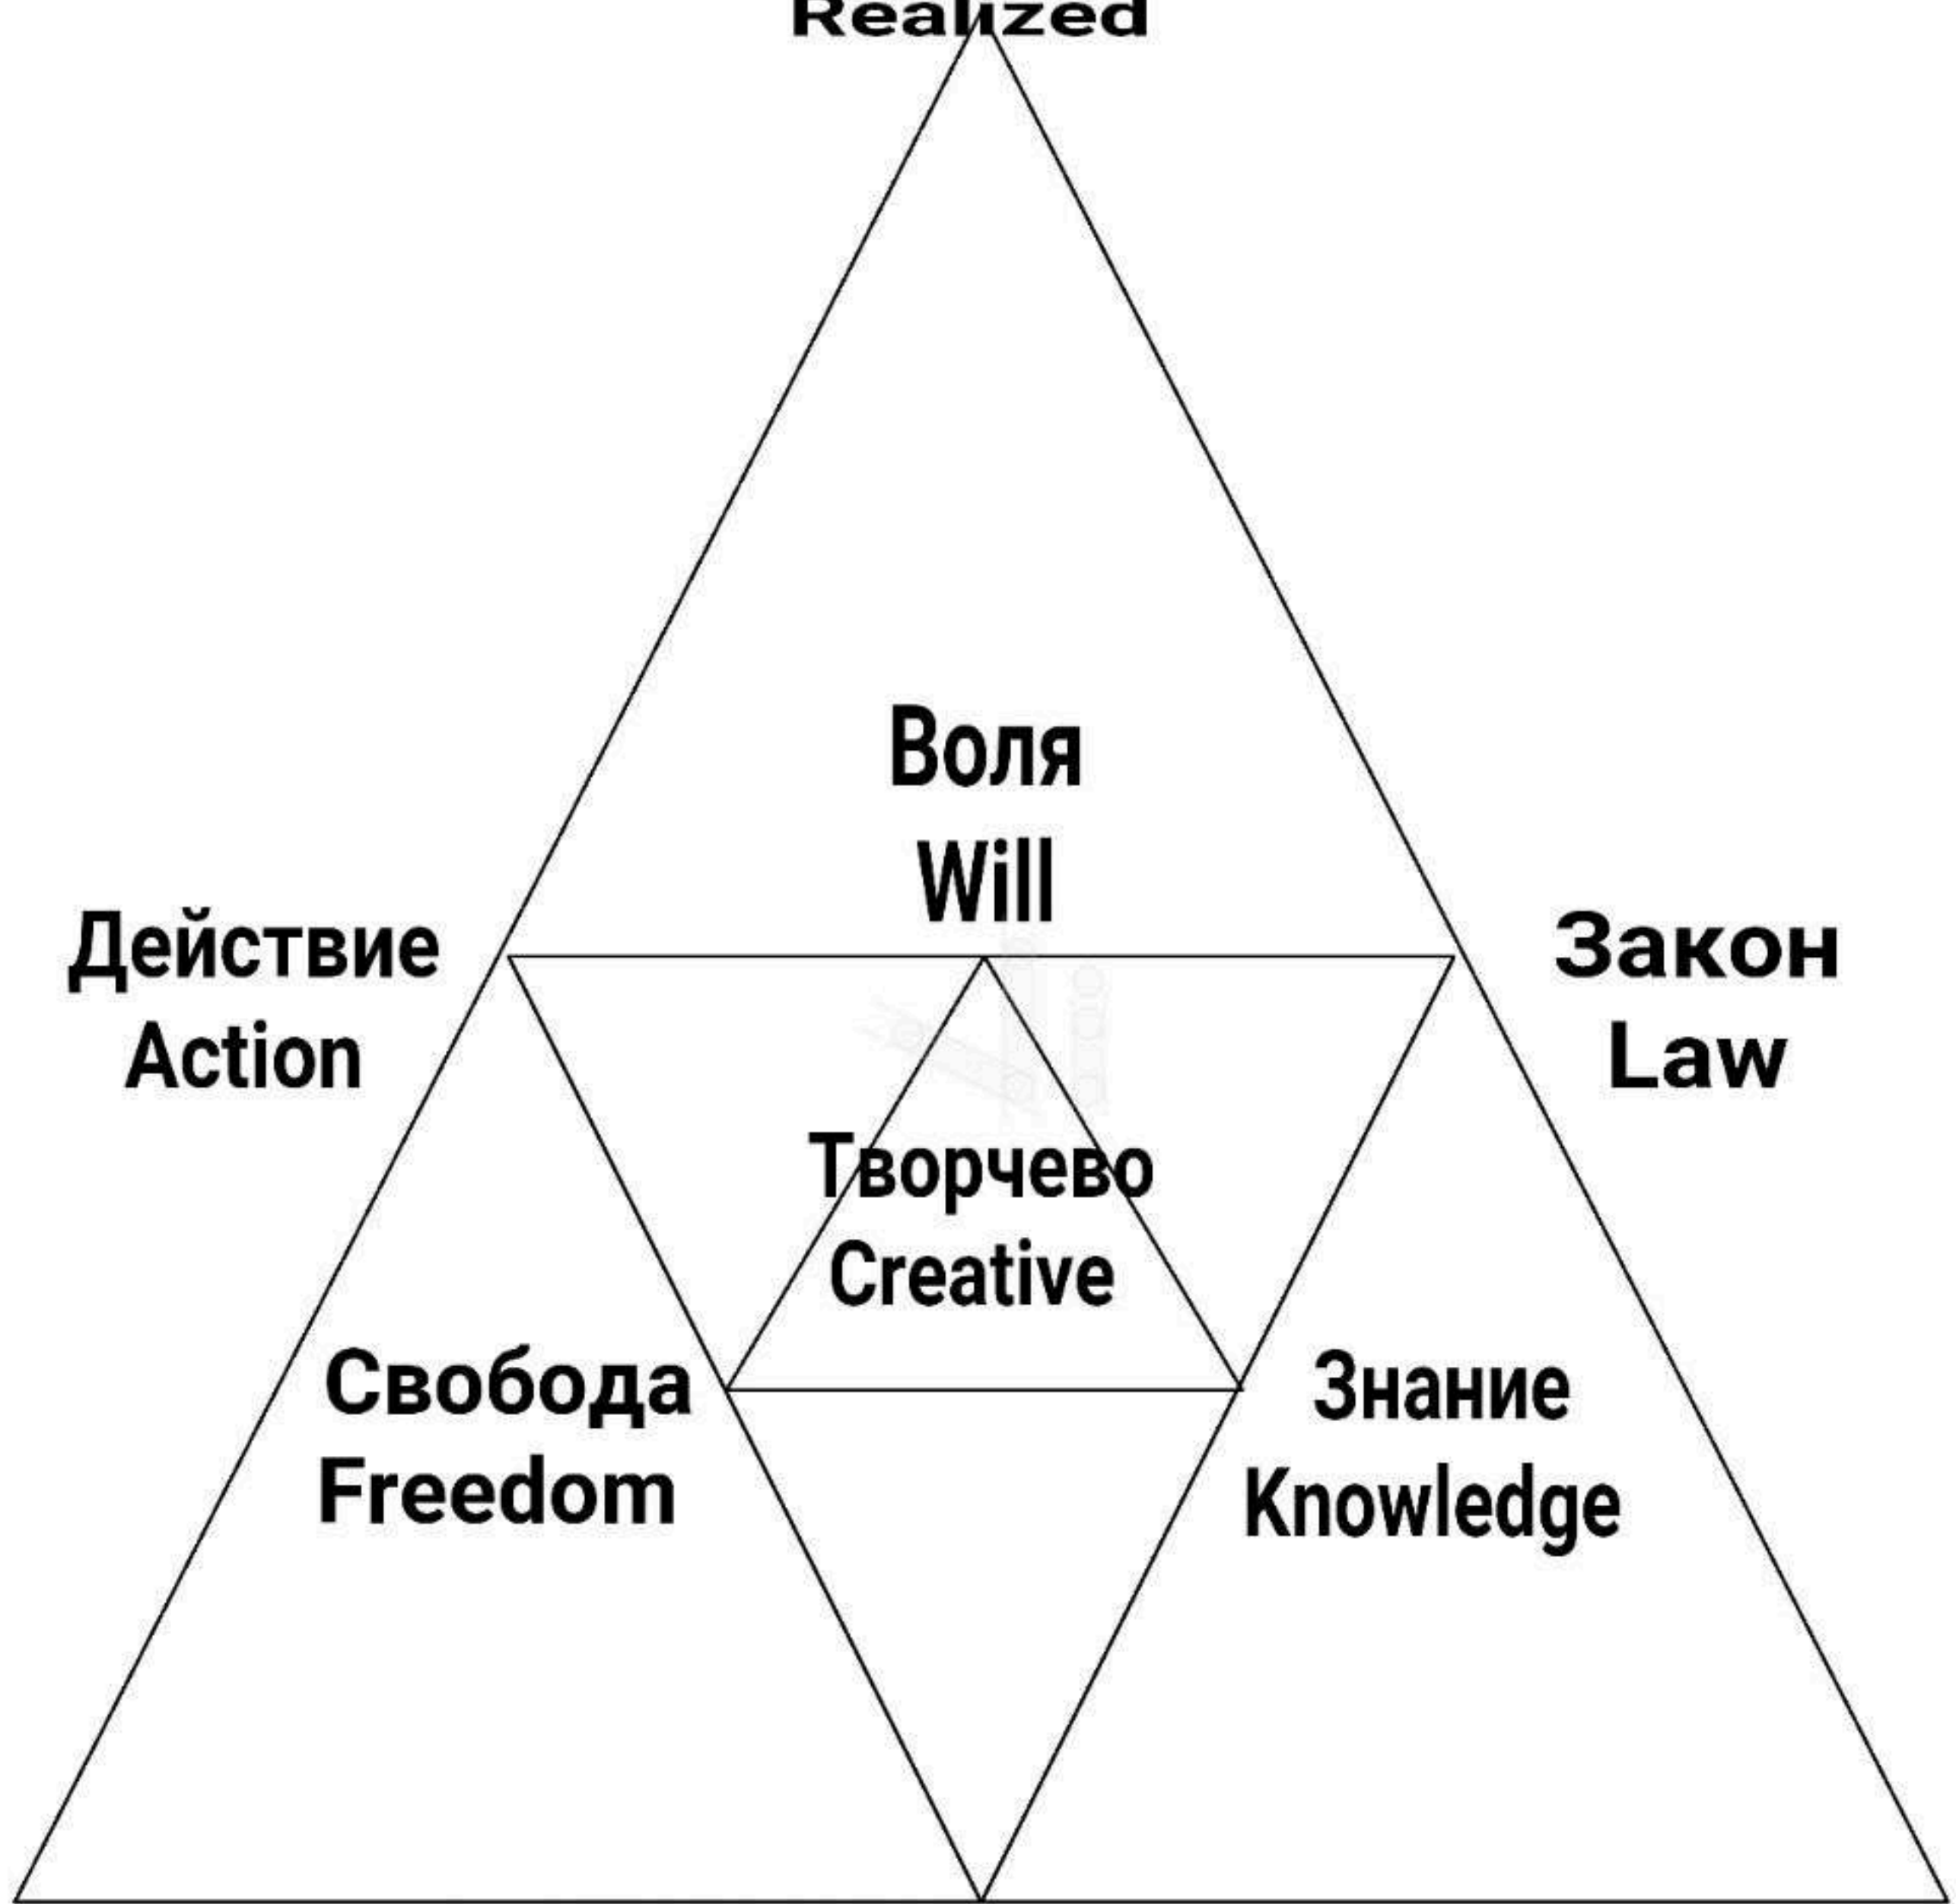 Realized
Воля
Will
Действие
Action
Закон
Law
Творчево
Creative
Свобода
Freedom
Знание
Knowledge